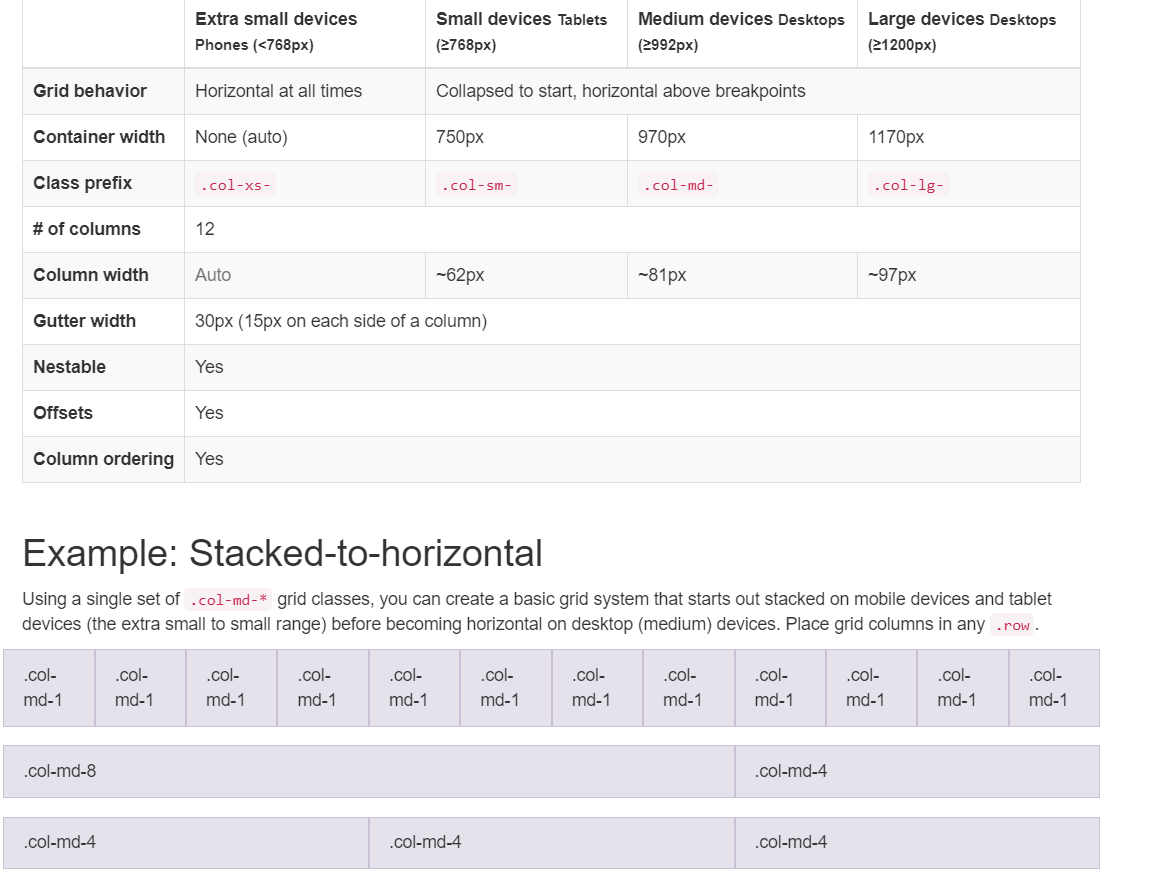 Extra small devices Small devices Tablets Medium devices Desktops Large devices Desktops
Phones (<768px) (≥768px) (≥992px) (≥1200px)
Grid behavior Horizontal at all times Collapsed to start, horizontal above breakpoints
Container width None (auto) 750px 970px 1170px
Class prefix .col-xs- .col-sm- .col-md- .col-lg-
# of columns 12
Column width Auto ~62px ~81px ~97px
Gutter width 30px (15px on each side of a column)
Nestable Yes
Offsets Yes
Column ordering Yes
Example: Stacked-to-horizontal
Using a single set of .col-md-* grid classes, you can create a basic grid system that starts out stacked on mobile devices and tablet
devices (the extra small to small range) before becoming horizontal on desktop (medium) devices. Place grid columns in any .row.
.col- .col- .col- .col- .col- .col- .col- .col- .col- .col- .col- .col-
md-1 md-1 md-1 md-1 md-1 md-1 md-1 md-1 md-1 md-1 md-1 md-1
.col-md-8 .col-md-4
.col-md-4 .col-md-4 .col-md-4